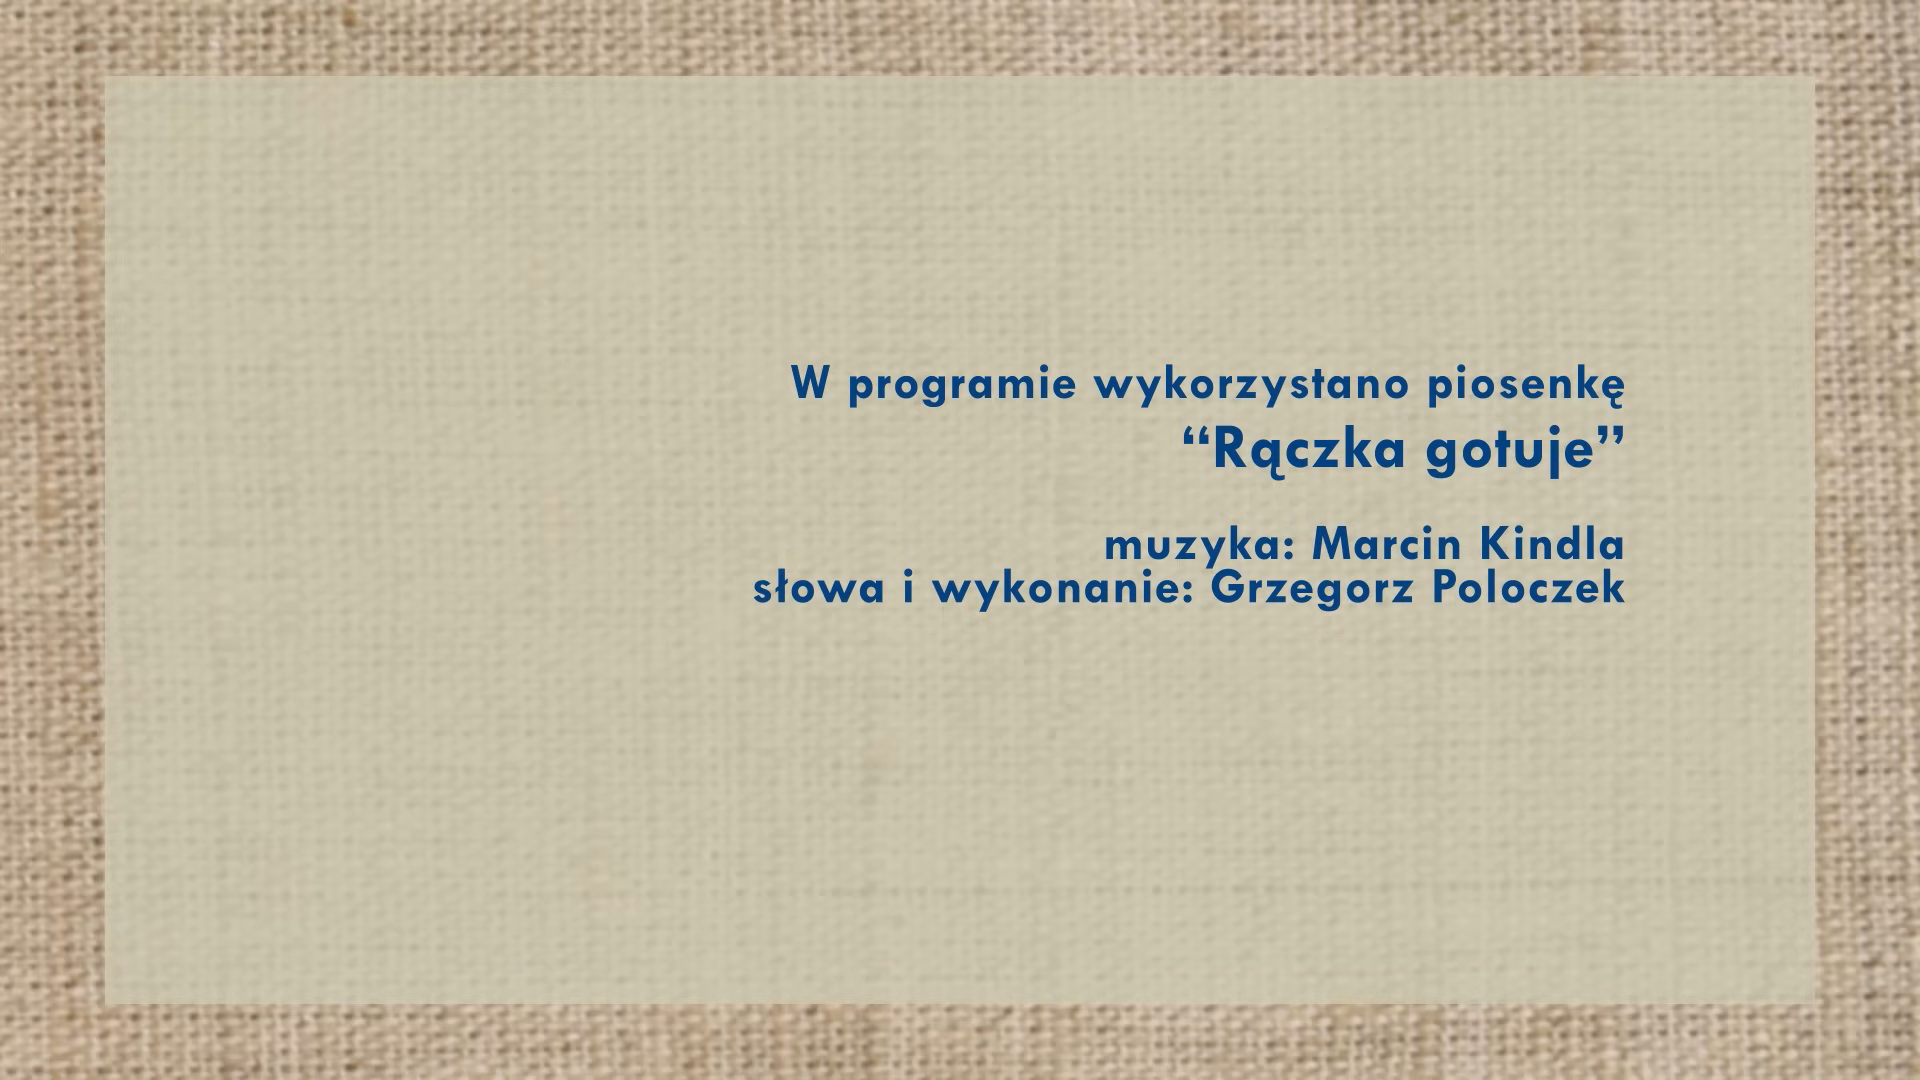 W programie wykorzystano piosenkę
“Rączka gotuje”
muzyka: Marcin Kindla
słowa i wykonanie: Grzegorz Poloczek